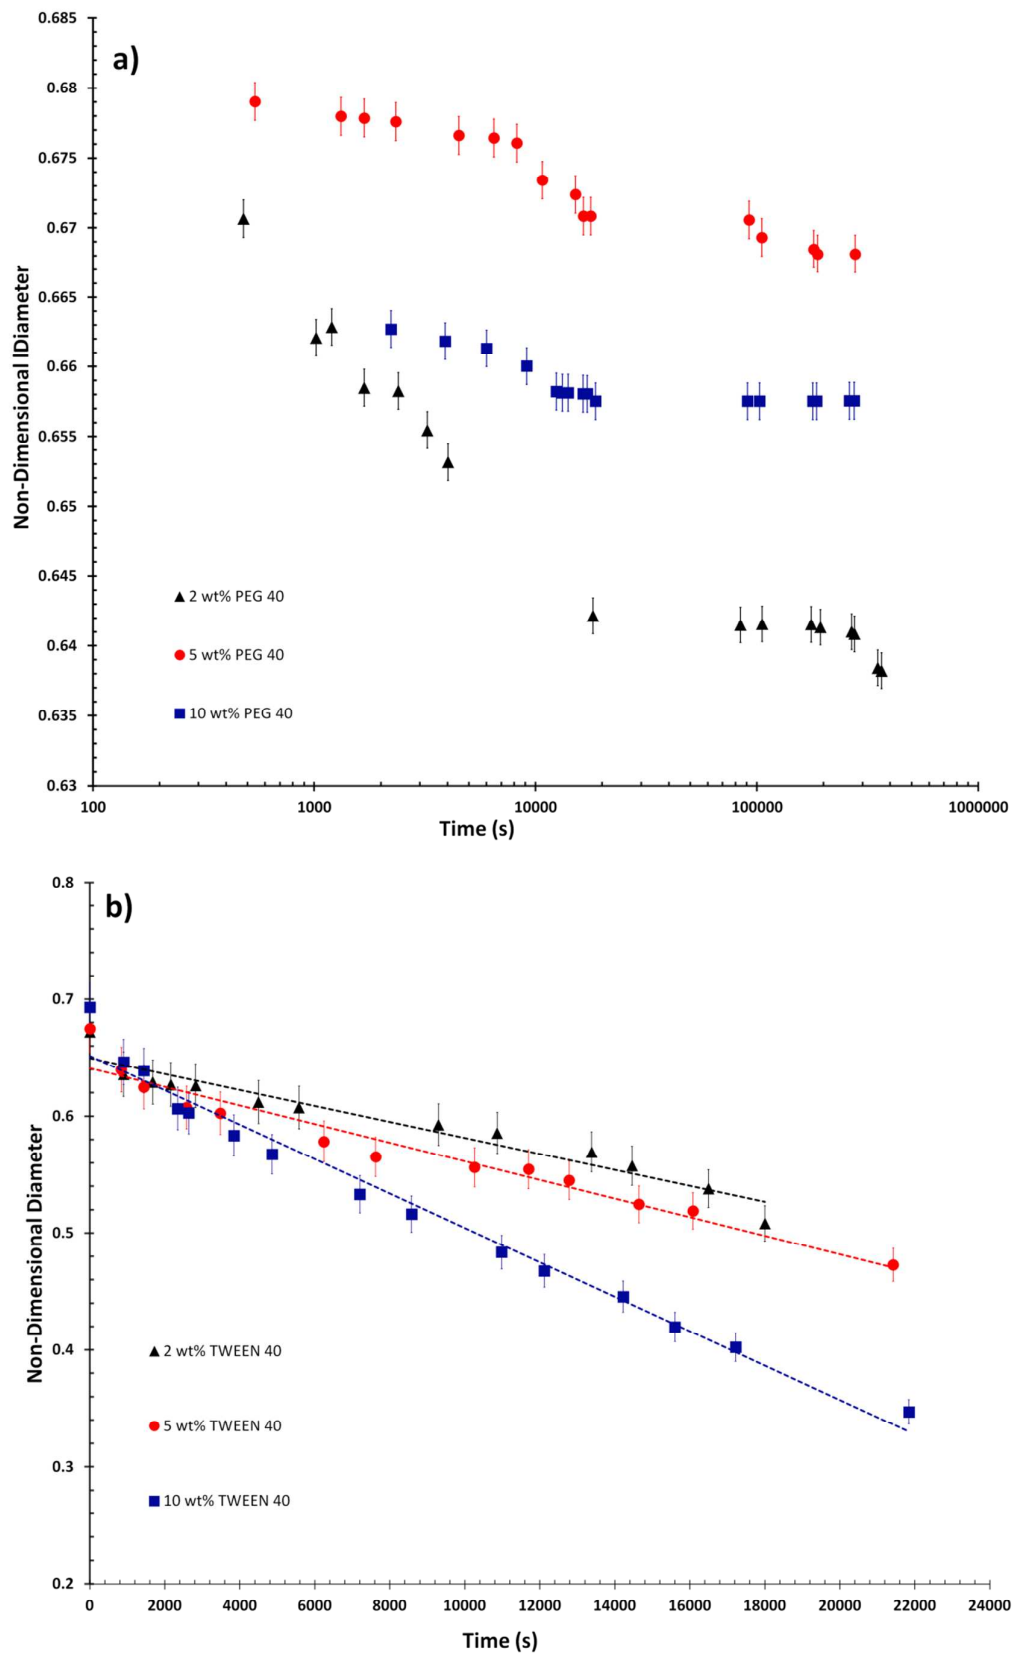 a)
0.685
0.68
0.675
0.67
0.665
0.66
0.655
0.65
0.645
0.64
0.635
0.63
Non-Dimensional lDiameter
2 wt% PEG 40
5 wt% PEG 40
10 wt% PEG 40
100 1000 10000 100000 1000000
Time (s)
b)
0.8
0.7
0.6
0.5
0.4
0.3
0.2
Non-Dimensional Diameter
2 wt% TWEEN 40
5 wt% TWEEN 40
10 wt% TWEEN 40
0 2000 4000 6000 8000 10000 12000 14000 16000 18000 20000 22000 24000
Time (s)